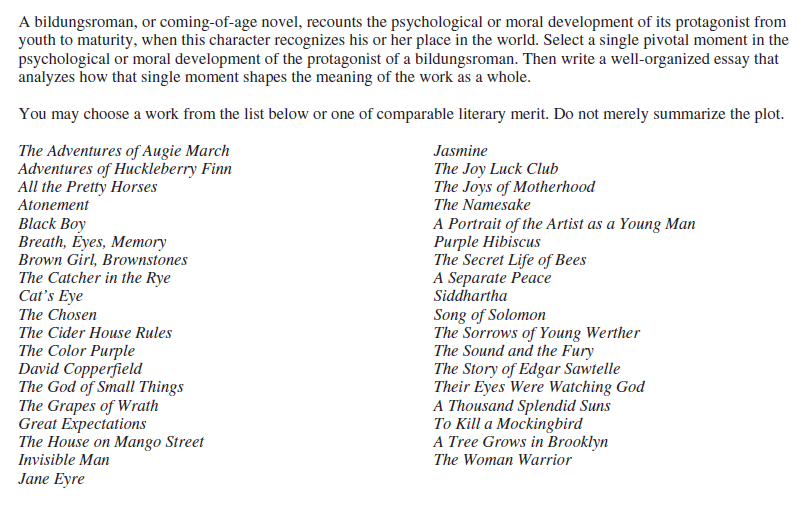 A bildungsroman, or coming-of-age novel, recounts the psychological or moral development of its protagonist from
youth to maturity, when this character recognizes his or her place in the world. Select a single pivotal moment in the
psychological or moral development of the protagonist of a bildungsroman. Then write a well-organized essay that
analyzes how that single moment shapes the meaning of the work as a whole.
You may choose a work from the list below or one of comparable literary merit. Do not merely summarize the plot.
The Adventures of Augie March
Adventures of Huckleberry Finn
All the Pretty Horses
Atonement
Black Boy
Breath, Eyes, Memory
Brown Girl, Brownstones
The Catcher in the Rye
Cat's Eye
The Chosen
The Cider House Rules
The Color Purple
David Copperfield
The God of Small Things
The Grapes of Wrath
Great Expectations
The House on Mango Street
Invisible Man
Jane Eyre
Jasmine
The Joy Luck Club
The Joys of Motherhood
The Namesake
A Portrait of the Artist as a Young Man
Purple Hibiscus
The Secret Life of Bees
A Separate Peace
Siddhartha
Song of Solomon
The Sorrows of Young Werther
The Sound and the Fury
The Story of Edgar Sawtelle
Their Eyes Were Watching God
A Thousand Splendid Suns
To Kill a Mockingbird
A Tree Grows in Brooklyn
The Woman Warrior